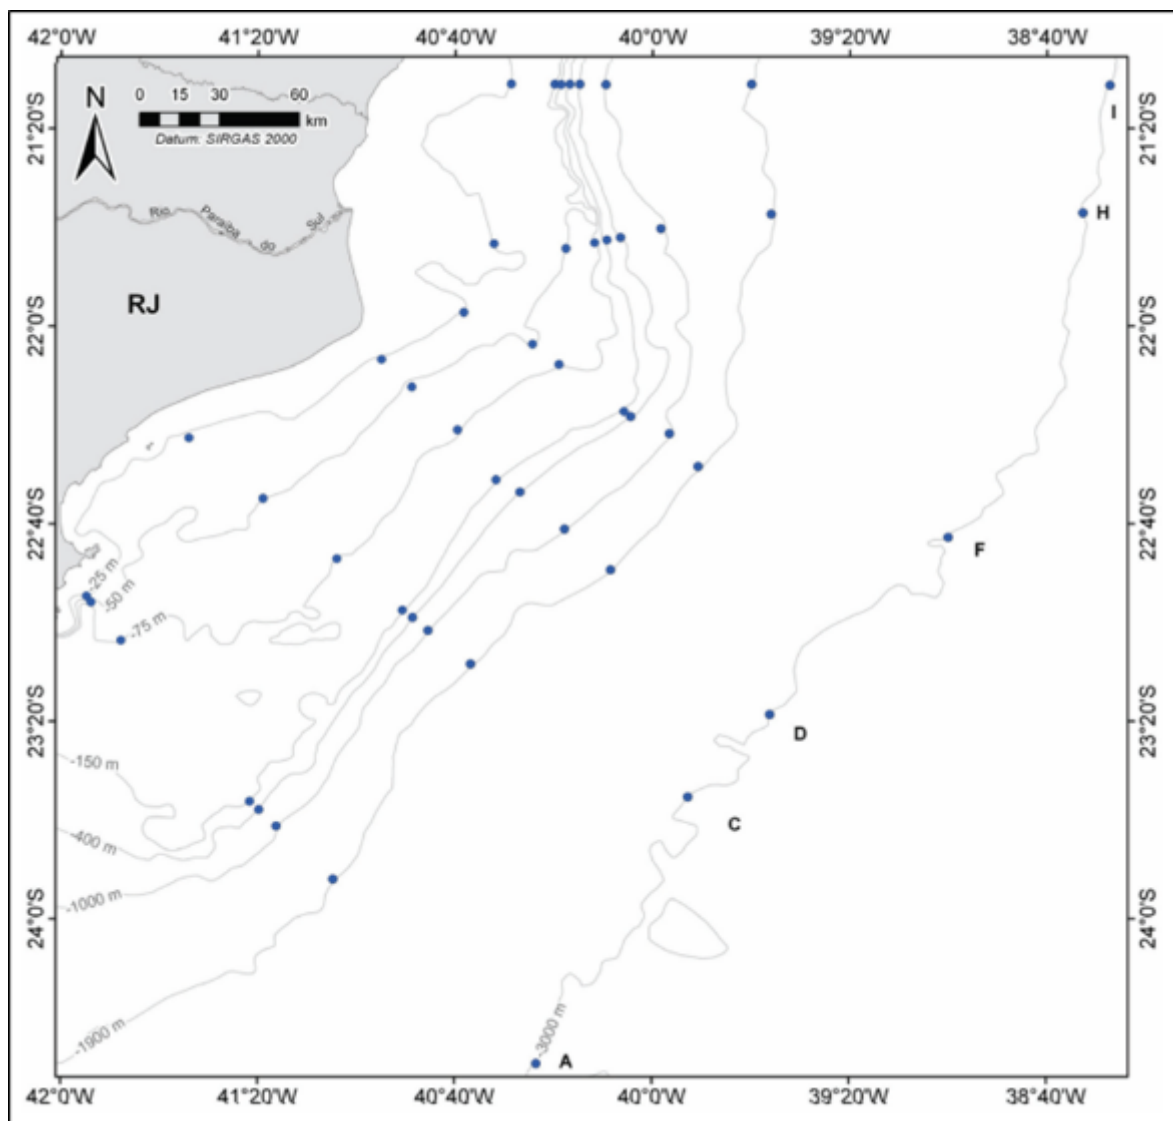 42°0'W 41°20'W 40°40'W 40°0'W 39°20'W 38°40'W
N
0 15 30 60
km
Datum: SIRGAS 2000
21°20'S
21°20'S
I
H
Rio Paraíba do Sul
RJ
22°0'S
22°0'S
22°40'S
22°40'S
F
-25 m
-50 m
-75 m
23°20'S
23°20'S
D
-150 m
C
-400 m
-1000 m
24°0'S
24°0'S
-1900 m
-3000 m
A
42°0'W 41°20'W 40°40'W 40°0'W 39°20'W 38°40'W